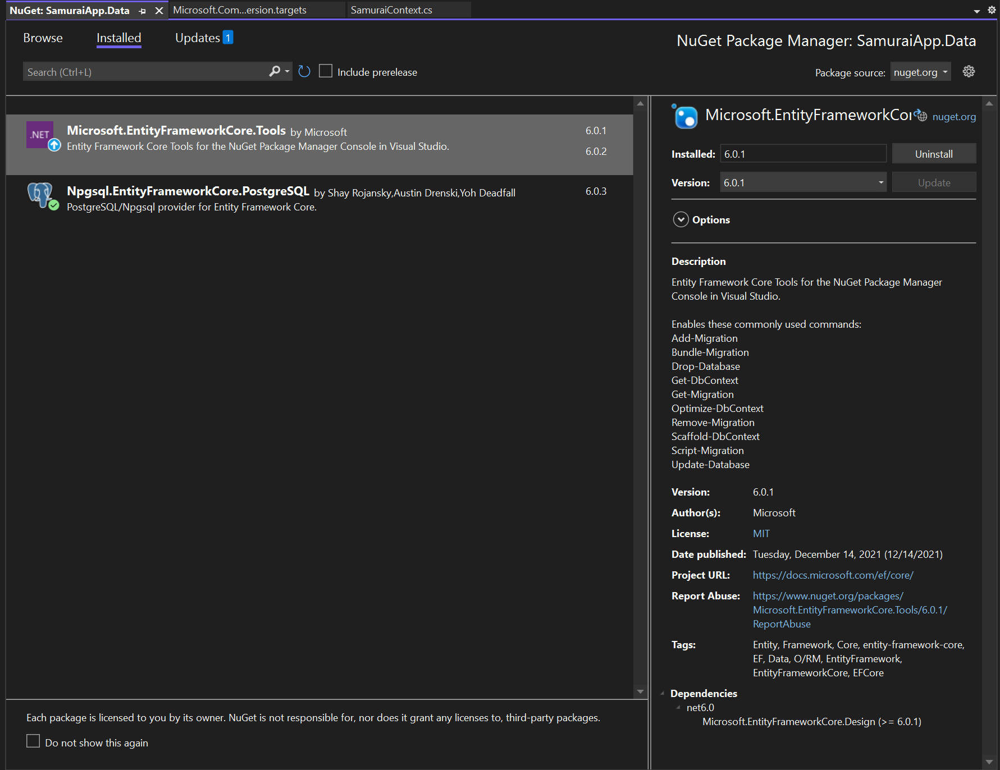 NuGet: SamuraiApp.Data
Microsoft.Com...ersion.targets
SamuraiContext.cs
Browse
Installed
Updates 1
NuGet Package Manager: SamuraiApp.Data
Search (Ctrl+L)
Include prerelease
Package source: nuget.org
.NET
Microsoft.EntityFrameworkCore.Tools by Microsoft 6.0.1
Entity Framework Core Tools for the NuGet Package Manager Console in Visual Studio. 6.0.2
Npgsql.EntityFrameworkCore.PostgreSQL by Shay Rojansky,Austin Drenski,Yoh Deadfall 6.0.3
PostgreSQL/Npgsql provider for Entity Framework Core.
Each package is licensed to you by its owner. NuGet is not responsible for, nor does it grant any licenses to, third-party packages.
Do not show this again
Microsoft.EntityFrameworkCor nuget.org
Installed: 6.0.1 Uninstall
Version: 6.0.1 Update
Options
Description
Entity Framework Core Tools for the NuGet Package Manager
Console in Visual Studio.
Enables these commonly used commands:
Add-Migration
Bundle-Migration
Drop-Database
Get-DbContext
Get-Migration
Optimize-DbContext
Remove-Migration
Scaffold-DbContext
Script-Migration
Update-Database
Version: 6.0.1
Author(s): Microsoft
License: MIT
Date published: Tuesday, December 14, 2021 (12/14/2021)
Project URL: https://docs.microsoft.com/ef/core/
Report Abuse: https://www.nuget.org/packages/
Microsoft.EntityFrameworkCore.Tools/6.0.1/
ReportAbuse
Tags: Entity, Framework, Core, entity-framework-core,
EF, Data, O/RM, EntityFramework,
EntityFrameworkCore, EFCore
Dependencies
net6.0
Microsoft.EntityFrameworkCore.Design (>= 6.0.1)